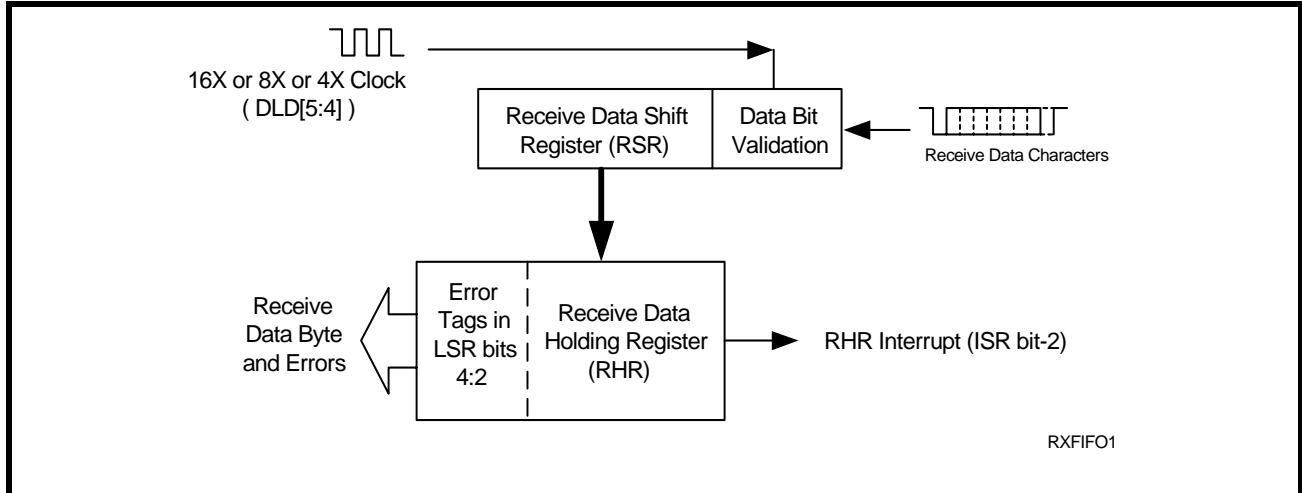 16X or 8X or 4X Clock
( DLD[5:4] )
Receive Data Shift
Register (RSR)
Data Bit
Validation
Receive Data Characters
Receive
Data Byte
and Errors
Error
Tags in
LSR bits
4:2
Receive Data
Holding Register
(RHR)
RHR Interrupt (ISR bit-2)
RXFIFO1